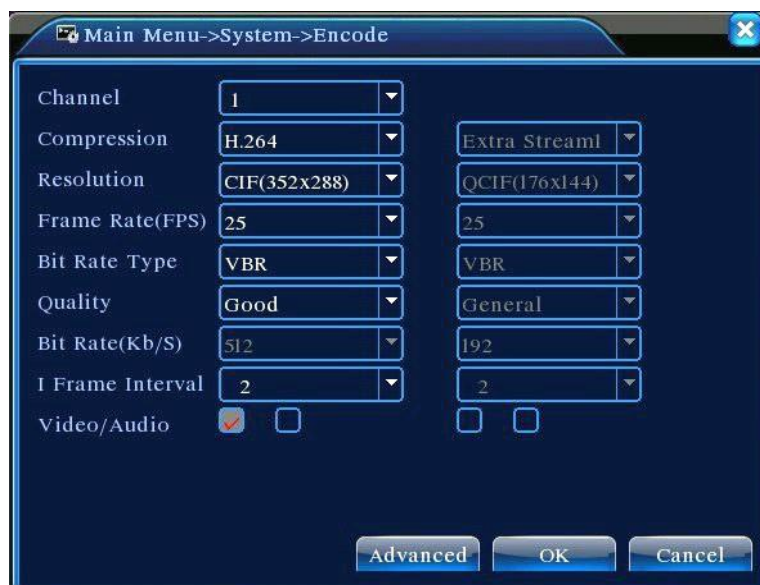 Main Menu->System->Encode
Channel 1
Compression H.264 Extra Stream1
Resolution CIF(352x288) QCIF(176x144)
Frame Rate(FPS) 25 25
Bit Rate Type VBR VBR
Quality Good General
Bit Rate(Kb/S) 512 192
I Frame Interval 2 2
Video/Audio
Advanced OK Cancel